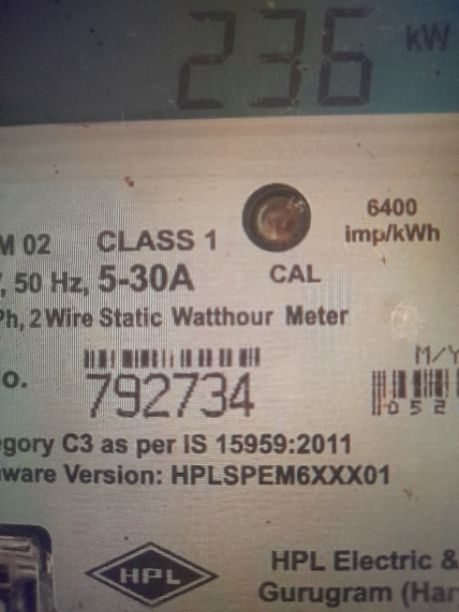 236 kW
6400
imp/kWh
M 02 CLASS 1
, 50 Hz, 5-30A CAL
Ph, 2 Wire Static Watthour Meter
M/Y
o.
792734
052
egory C3 as per IS 15959:2011
ware Version: HPLSPEM6XXX01
HPL
HPL Electric &
Gurugram (Har